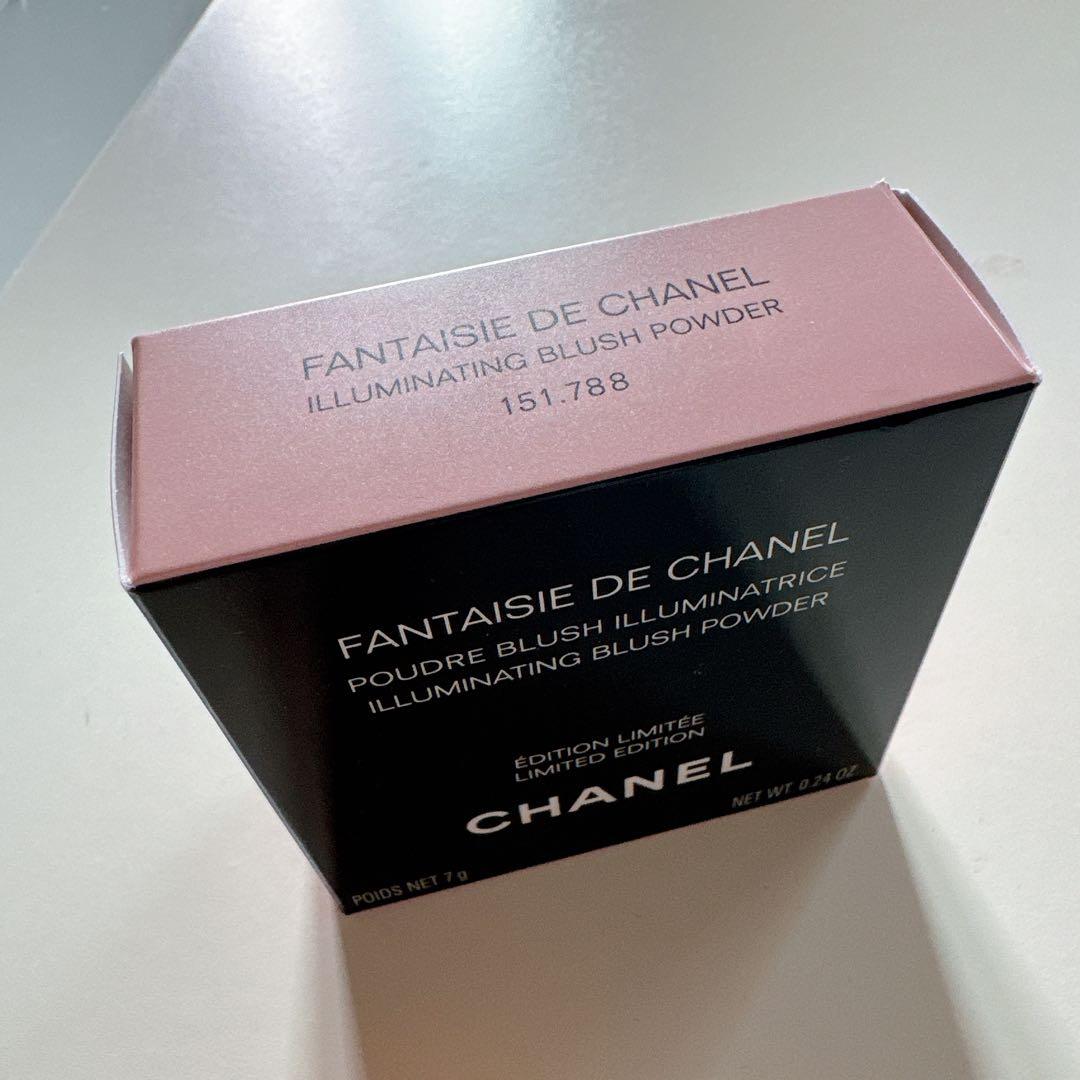 FANTAISIE DE CHANEL
ILLUMINATING BLUSH POWDER
151.788
FANTAISIE DE CHANEL
POUDRE BLUSH ILLUMINATRICE
ILLUMINATING BLUSH POWDER
ÉDITION LIMITÉE
LIMITED EDITION
CHANEL
POIDS NET 7 g
NET WT 0.24 OZ